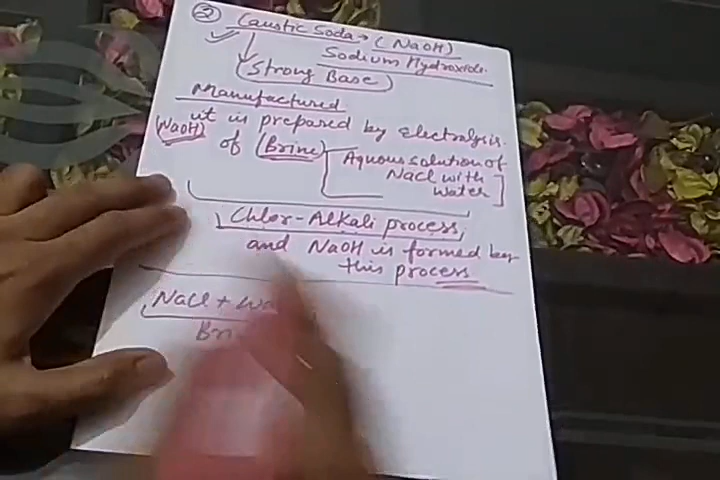 ② Caustic Soda → (NaOH)
Sodium Hydroxide.
(Strong Base)
Manufactured
it is prepared by electrolysis.
(NaOH)
of (Brine)
Aqueous solution of
NaCl with
water
Chlor-Alkali process,
and NaOH is formed by
this process
NaCl +